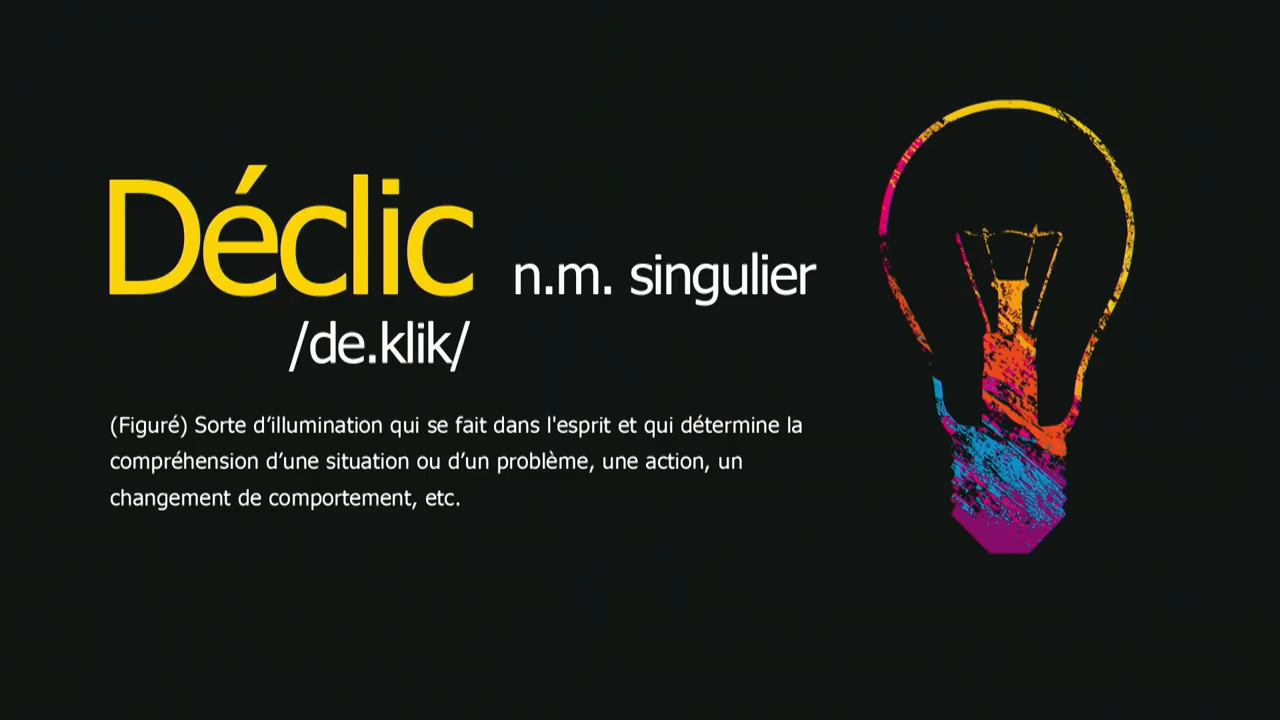 Déclic n.m. singulier
/de.klik/
(Figuré) Sorte d’illumination qui se fait dans l'esprit et qui détermine la
compréhension d’une situation ou d’un problème, une action, un
changement de comportement, etc.